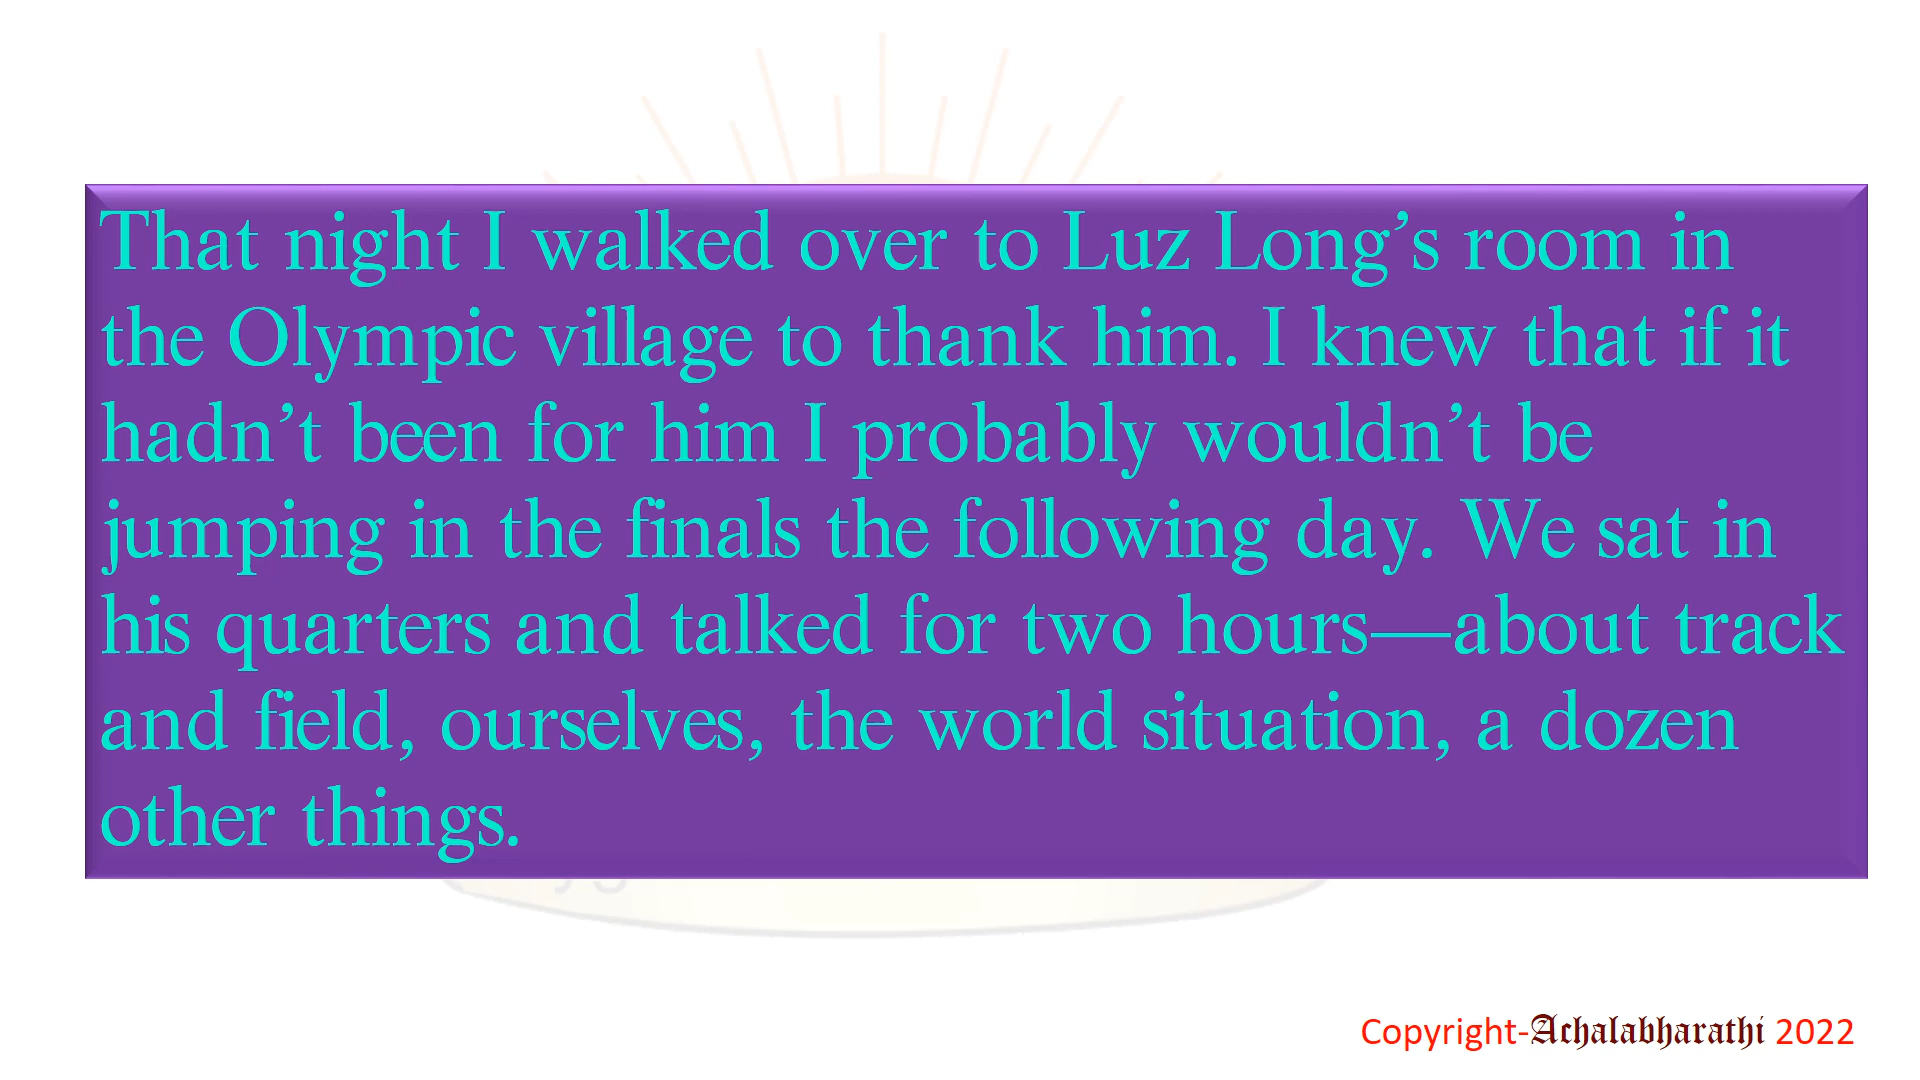 That night I walked over to Luz Long’s room in
the Olympic village to thank him. I knew that if it
hadn’t been for him I probably wouldn’t be
jumping in the finals the following day. We sat in
his quarters and talked for two hours—about track
and field, ourselves, the world situation, a dozen
other things.
Copyright-Achalabharathi 2022